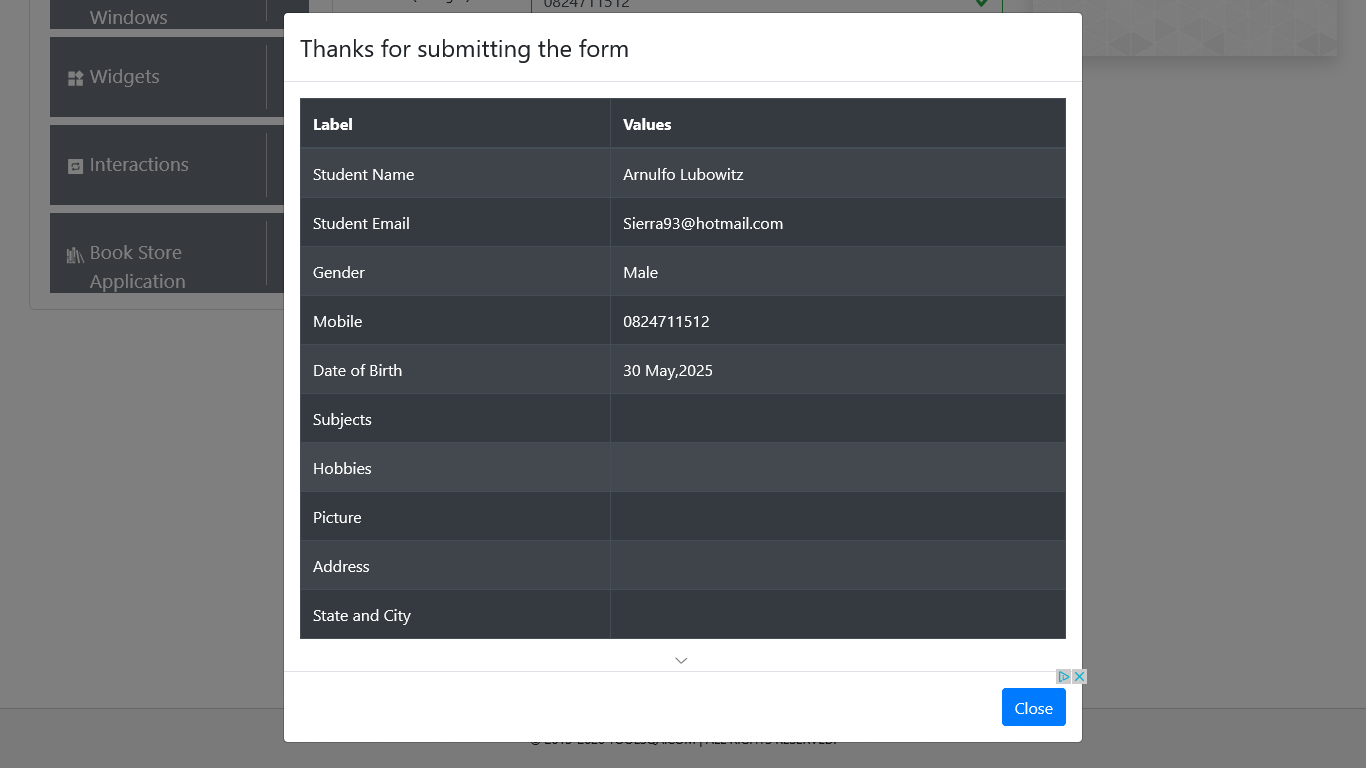 Windows
0824711512
Widgets
Interactions
Book Store
Application
Thanks for submitting the form
Label Values
Student Name Arnulfo Lubowitz
Student Email Sierra93@hotmail.com
Gender Male
Mobile 0824711512
Date of Birth 30 May,2025
Subjects
Hobbies
Picture
Address
State and City
Close